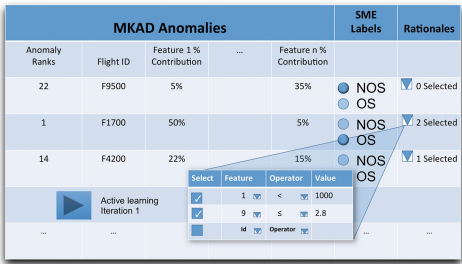 MKAD Anomalies
SME Labels
Rationales
Anomaly Ranks
Flight ID
Feature 1 % Contribution
...
Feature n % Contribution
22 F9500 5% 35% NOS 0 Selected
OS
1 F1700 50% 5% NOS 2 Selected
OS
14 F4200 22% 15% NOS 1 Selected
OS
Select Feature Operator Value
1 < 1000
9 ≤ 2.8
Id Operator
Active learning
Iteration 1
... ... ... ...